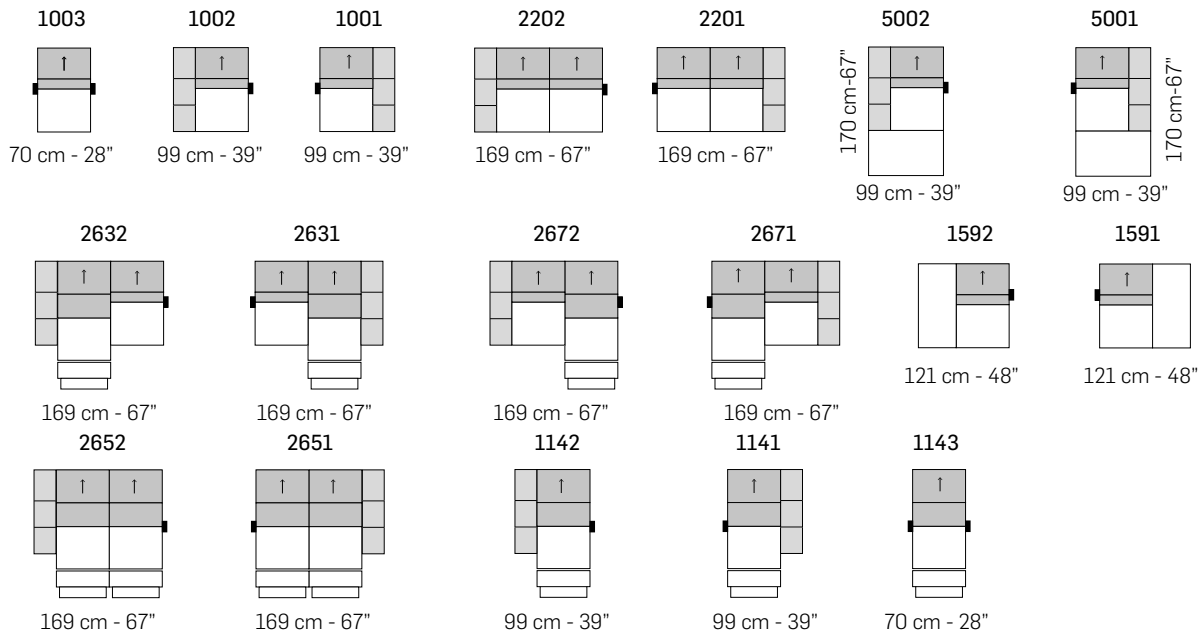 1003 1002 1001 2202 2201 5002 5001
170 cm-67”
170 cm-67”
70 cm - 28” 99 cm - 39” 99 cm - 39” 169 cm - 67” 169 cm - 67”
99 cm - 39” 99 cm - 39”
2632 2631 2672 2671 1592 1591
121 cm - 48” 121 cm - 48”
169 cm - 67” 169 cm - 67” 169 cm - 67” 169 cm - 67”
2652 2651 1142 1141 1143
169 cm - 67” 169 cm - 67” 99 cm - 39” 99 cm - 39” 70 cm - 28”